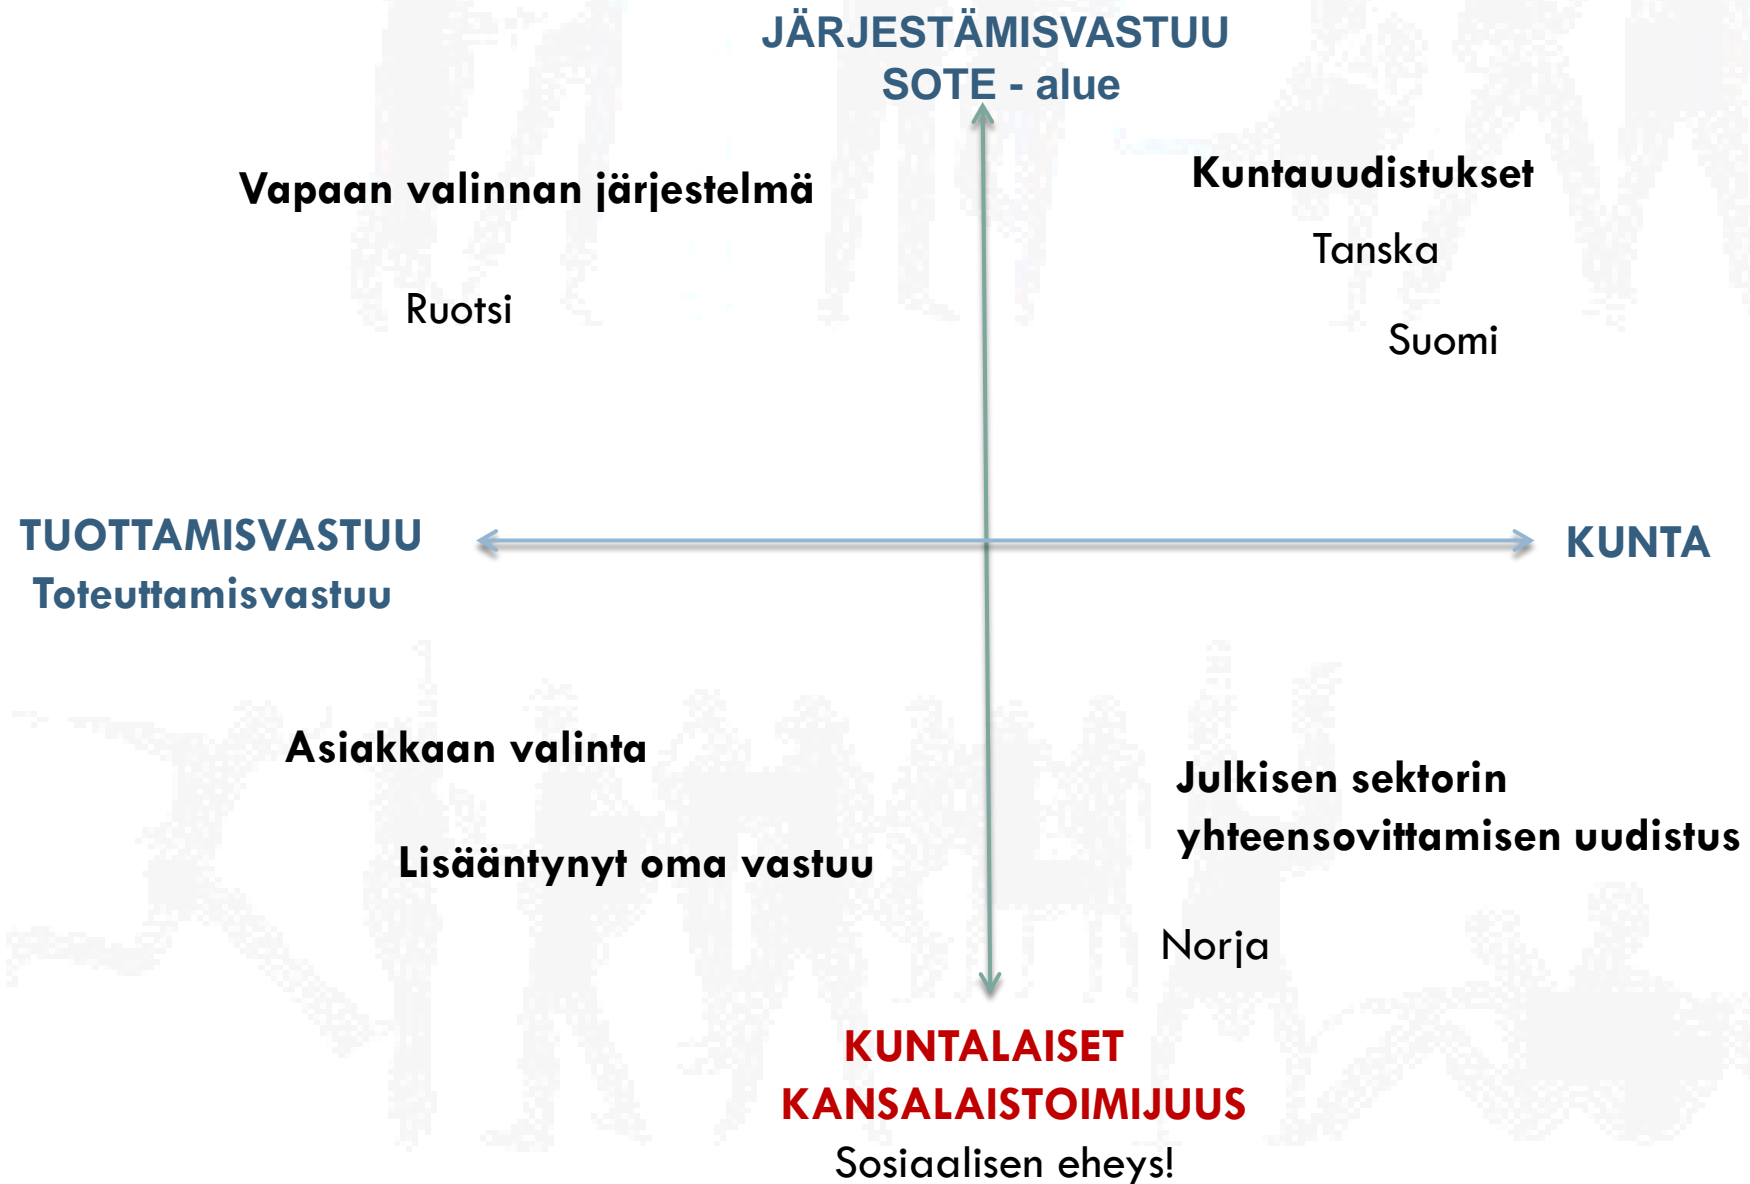 JÄRJESTÄMISVASTUU
SOTE - alue
Vapaan valinnan järjestelmä
Ruotsi
Kuntauudistukset
Tanska
Suomi
TUOTTAMISVASTUU
Toteuttamisvastuu
KUNTA
Asiakkaan valinta
Lisääntynyt oma vastuu
Julkisen sektorin
yhteensovittamisen uudistus
Norja
KUNTALAISET
KANSALAISTOIMIJUUS
Sosiaalisen eheys!